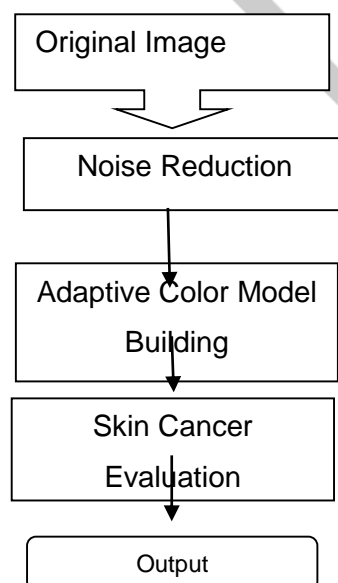 Original Image
Noise Reduction
Adaptive Color Model
Building
Skin Cancer
Evaluation
Output